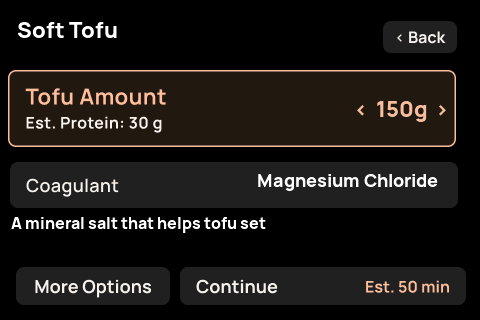 Soft Tofu
‹ Back
Tofu Amount
Est. Protein: 30 g
‹ 150g ›
Coagulant
Magnesium Chloride
A mineral salt that helps tofu set
More Options
Continue
Est. 50 min